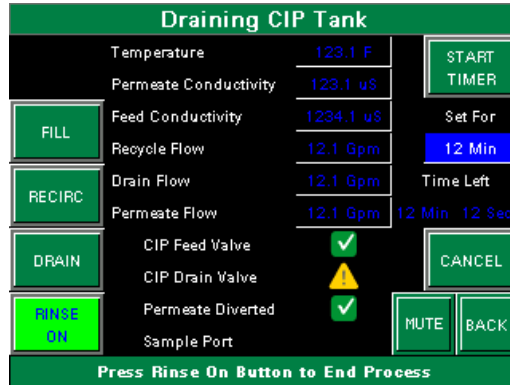 Draining CIP Tank
Temperature 123.1 F
START
TIMER
Permeate Conductivity 123.1 uS
Feed Conductivity 1234.1 uS
Set For
FILL
Recycle Flow 12.1 Gpm
12 Min
Drain Flow 12.1 Gpm
Time Left
RECIRC
Permeate Flow 12.1 Gpm
12 Min 12 Sec
CIP Feed Valve
DRAIN
CIP Drain Valve
CANCEL
Permeate Diverted
RINSE
ON
MUTE
BACK
Sample Port
Press Rinse On Button to End Process